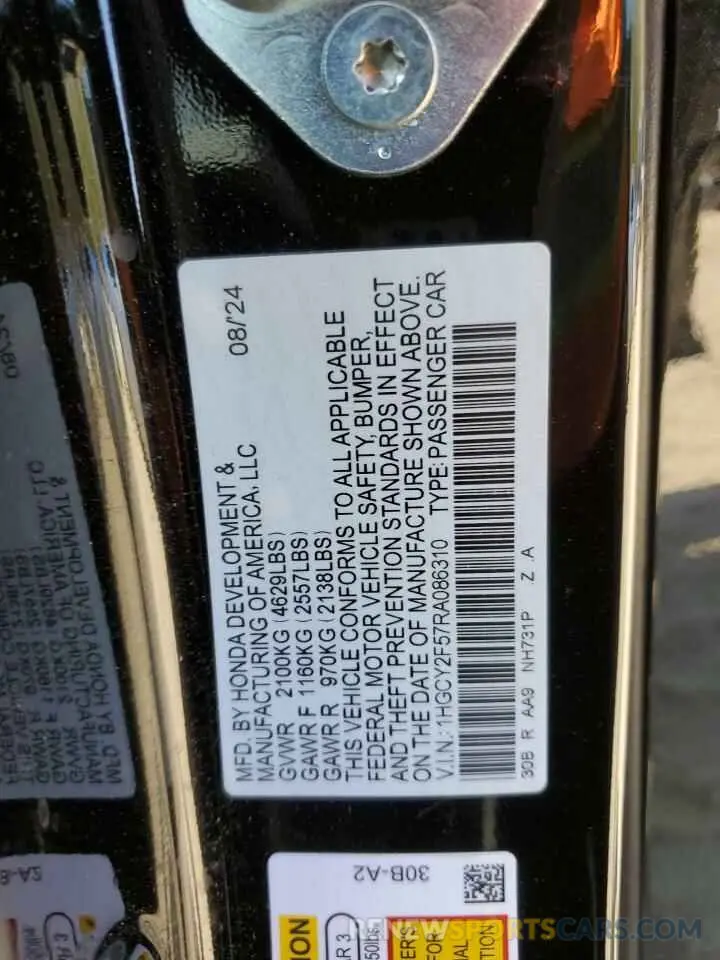 08/'24
MFD. BY HONDA DEVELOPMENT &
MANUFACTURING OF AMERICA, LLC
GVWR 2100KG (4629LBS)
GAWR F 1160KG (2557LBS)
GAWR R 970KG (2138LBS)
THIS VEHICLE CONFORMS TO ALL APPLICABLE
FEDERAL MOTOR VEHICLE SAFETY, BUMPER,
AND THEFT PREVENTION STANDARDS IN EFFECT
ON THE DATE OF MANUFACTURE SHOWN ABOVE.
V.I.N.:1HGCY2F57RA086310 TYPE:PASSENGER CAR
30B R AA9 NH731P Z .A
30B-A2
RENEWSPORTSCARS.COM